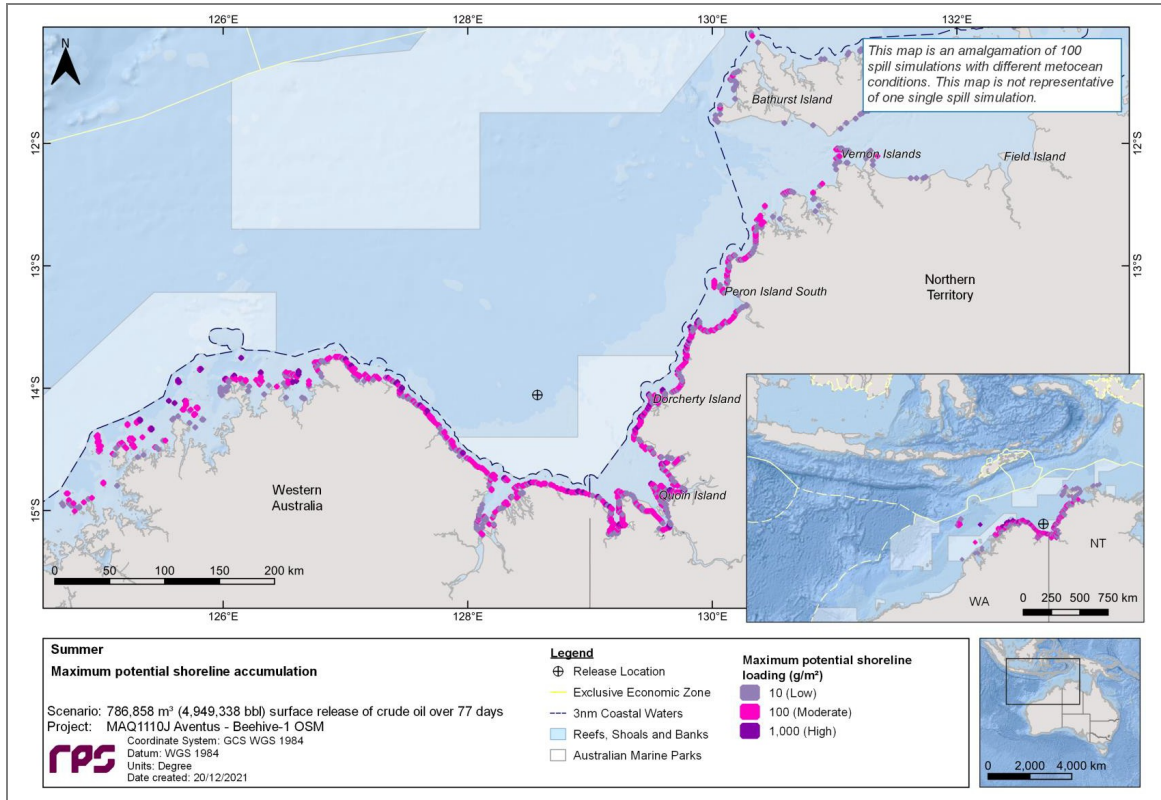 126°E
128°E
130°E
132°E
N
This map is an amalgamation of 100
spill simulations with different metocean
conditions. This map is not representative
of one single spill simulation.
Bathurst Island
12°S
12°S
Vernon Islands
Field Island
13°S
13°S
Northern
Territory
Peron Island South
14°S
14°S
Dorcherty Island
Western
Australia
Quoin Island
15°S
15°S
0 50 100 150 200 km
126°E
128°E
130°E
NT
WA
0 250 500 750 km
Summer
Maximum potential shoreline accumulation
Scenario: 786,858 m³ (4,949,338 bbl) surface release of crude oil over 77 days
Project: MAQ1110J Aventus - Beehive-1 OSM
rps
Coordinate System: GCS WGS 1984
Datum: WGS 1984
Units: Degree
Date created: 20/12/2021
Legend
Release Location
Exclusive Economic Zone
3nm Coastal Waters
Reefs, Shoals and Banks
Australian Marine Parks
Maximum potential shoreline
loading (g/m²)
10 (Low)
100 (Moderate)
1,000 (High)
0 2,000 4,000 km